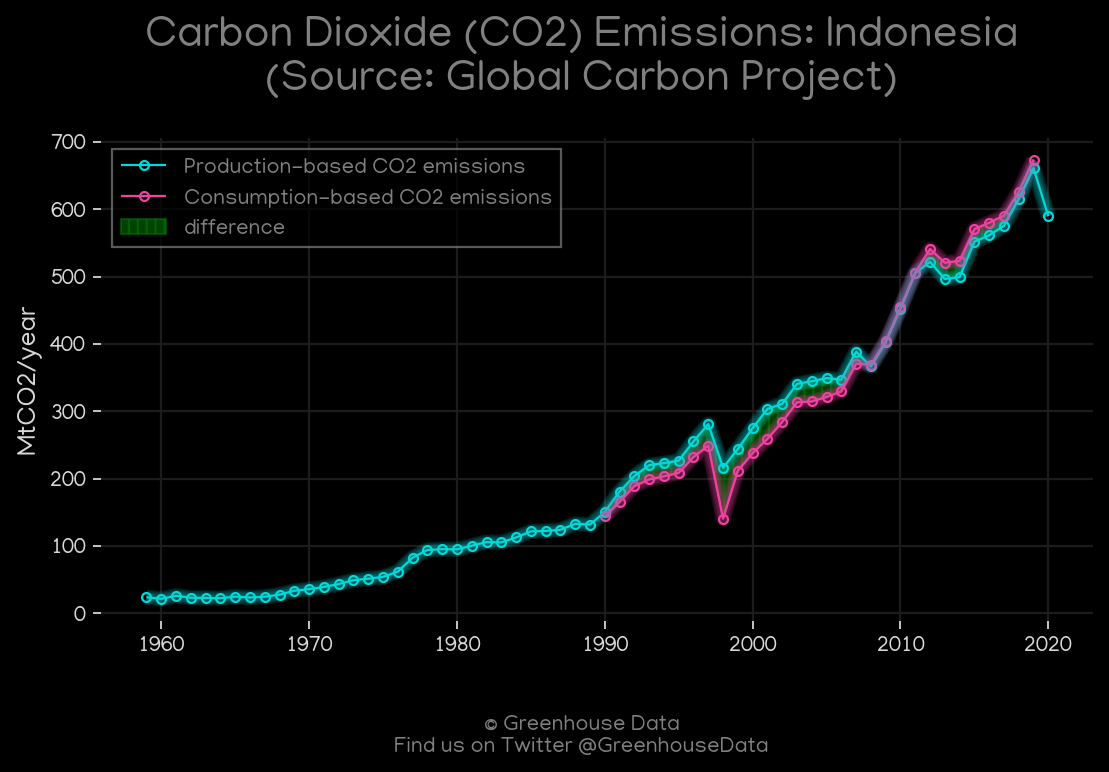 Carbon Dioxide (CO2) Emissions: Indonesia
(Source: Global Carbon Project)
700
600
500
400
300
200
100
0
MtCO2/year
Production-based CO2 emissions
Consumption-based CO2 emissions
difference
1960 1970 1980 1990 2000 2010 2020
© Greenhouse Data
Find us on Twitter @GreenhouseData